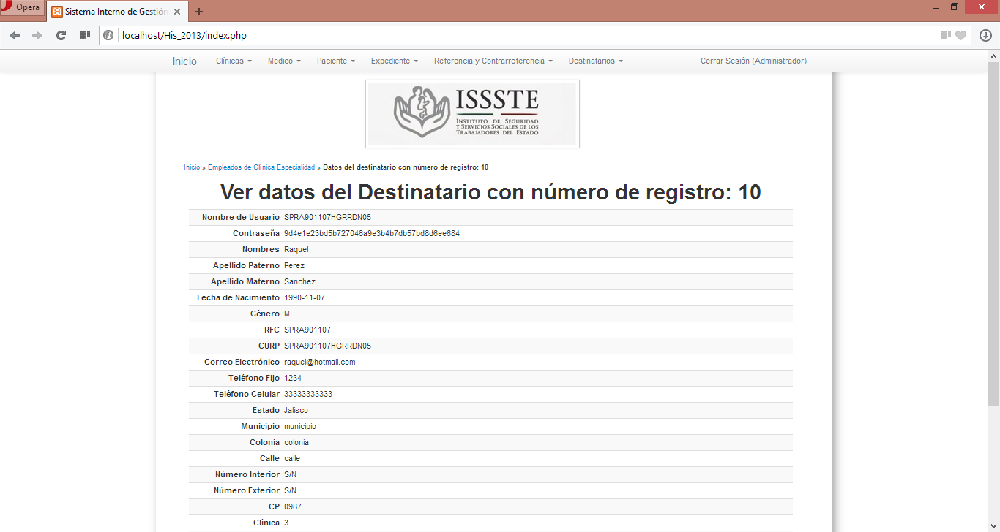 Opera
Sistema Interno de Gestión
localhost/His_2013/index.php
Inicio Clínicas Medico Paciente Expediente Referencia y Contrarreferencia Destinatarios Cerrar Sesión (Administrador)
ISSSTE
INSTITUTO DE SEGURIDAD
Y SERVICIOS SOCIALES DE LOS
TRABAJADORES DEL ESTADO
Inicio » Empleados de Clínica Especialidad » Datos del destinatario con número de registro: 10
Ver datos del Destinatario con número de registro: 10
Nombre de Usuario SPRA901107HGRRDN05
Contraseña 9d4e1e23bd5b727046a9e3b4b7db57bd8d6ee684
Nombres Raquel
Apellido Paterno Perez
Apellido Materno Sanchez
Fecha de Nacimiento 1990-11-07
Género M
RFC SPRA901107
CURP SPRA901107HGRRDN05
Correo Electrónico raquel@hotmail.com
Teléfono Fijo 1234
Teléfono Celular 33333333333
Estado Jalisco
Municipio municipio
Colonia colonia
Calle calle
Número Interior S/N
Número Exterior S/N
CP 0987
Clínica 3